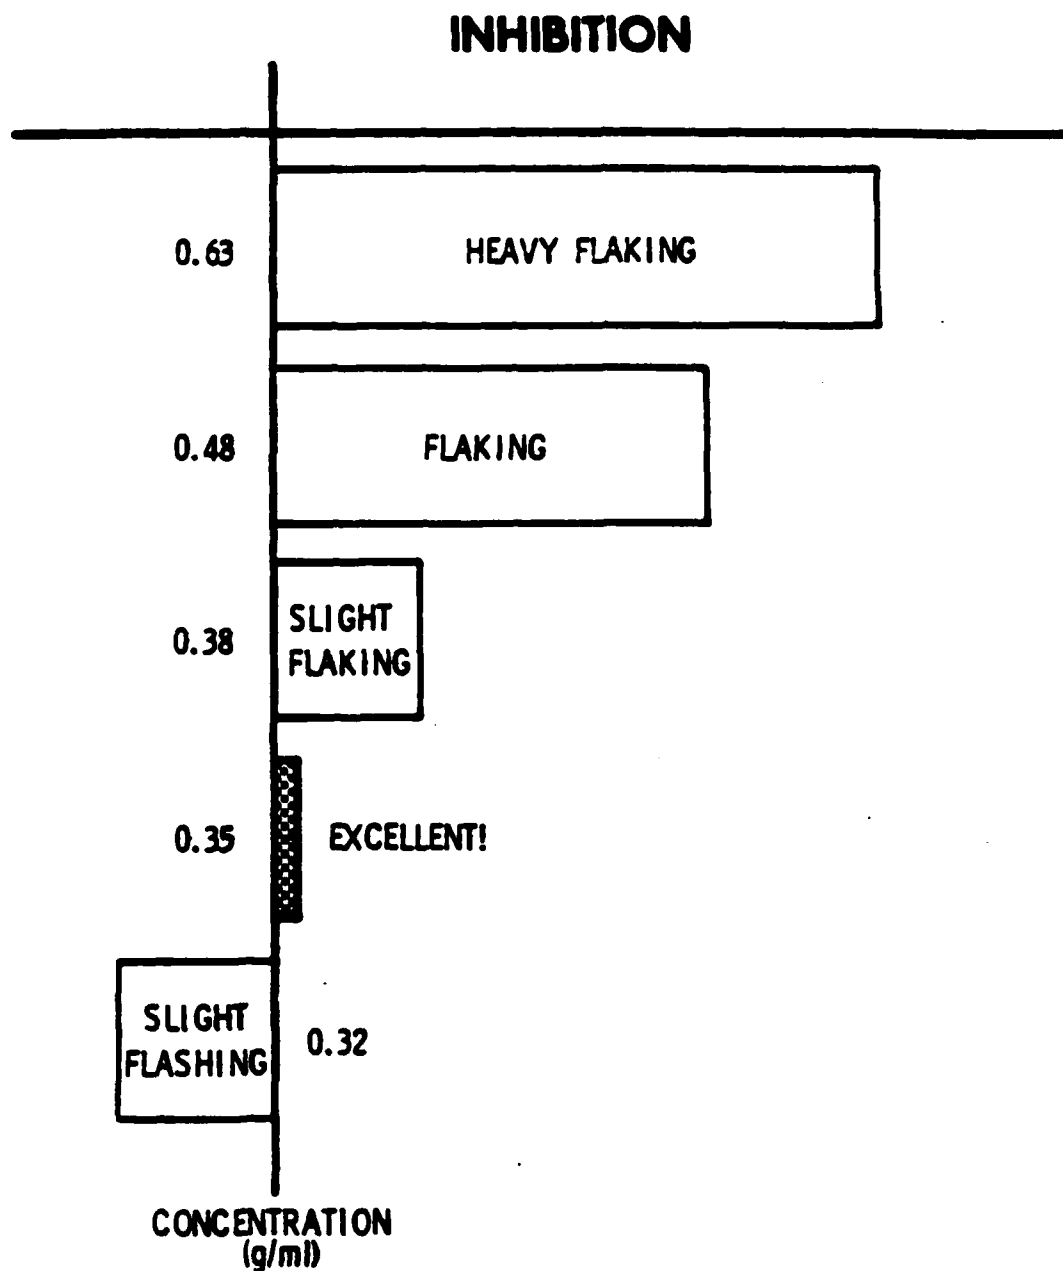 INHIBITION
0.63
HEAVY FLAKING
0.48
FLAKING
0.38
SLIGHT
FLAKING
0.35
EXCELLENT!
SLIGHT
FLASHING
0.32
CONCENTRATION
(g/ml)